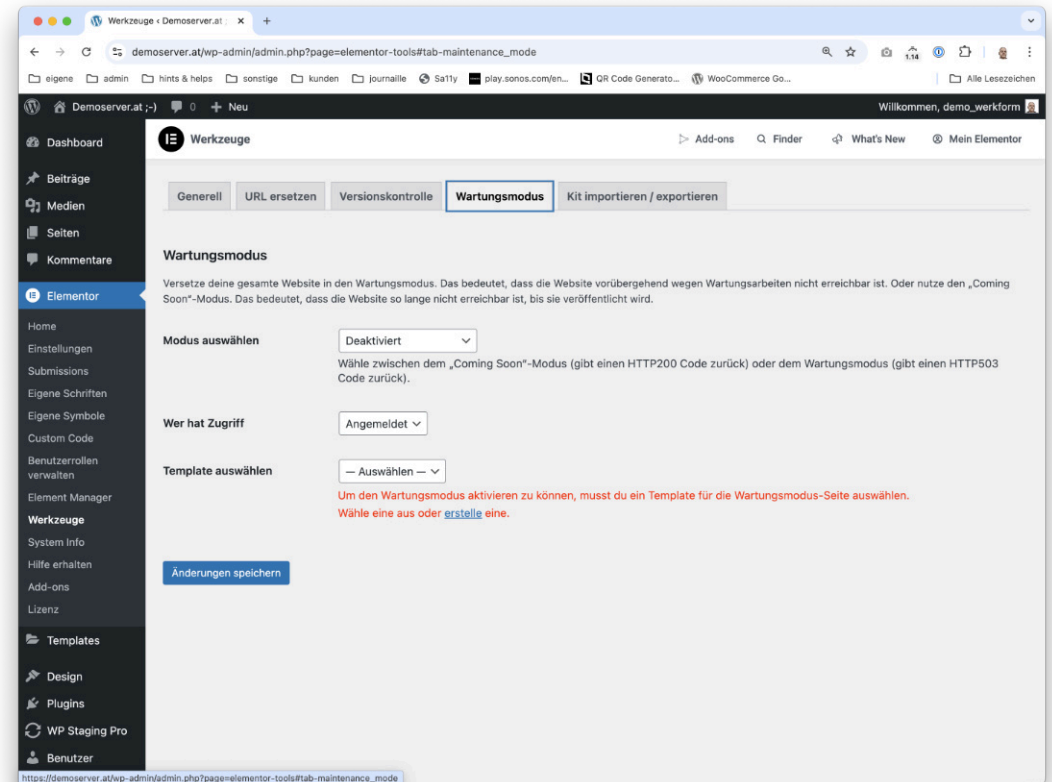 Werkzeuge ‹ Demoserver.at ;
demoserver.at/wp-admin/admin.php?page=elementor-tools#tab-maintenance_mode
1.14
eigene admin hints & helps sonstige kunden journaille Sa11y play.sonos.com/en... QR Code Generato... WooCommerce Go... Alle Lesezeichen
Demoserver.at ;-) 0 + Neu Willkommen, demo_werkform
Dashboard
Beiträge
Medien
Seiten
Kommentare
Elementor
Home
Einstellungen
Submissions
Eigene Schriften
Eigene Symbole
Custom Code
Benutzerrollen
verwalten
Element Manager
Werkzeuge
System Info
Hilfe erhalten
Add-ons
Lizenz
Templates
Design
Plugins
WP Staging Pro
Benutzer
Werkzeuge Add-ons Finder What's New Mein Elementor
Generell URL ersetzen Versionskontrolle Wartungsmodus Kit importieren / exportieren
Wartungsmodus
Versetze deine gesamte Website in den Wartungsmodus. Das bedeutet, dass die Website vorübergehend wegen Wartungsarbeiten nicht erreichbar ist. Oder nutze den „Coming
Soon“-Modus. Das bedeutet, dass die Website so lange nicht erreichbar ist, bis sie veröffentlicht wird.
Modus auswählen Deaktiviert
Wähle zwischen dem „Coming Soon“-Modus (gibt einen HTTP200 Code zurück) oder dem Wartungsmodus (gibt einen HTTP503
Code zurück).
Wer hat Zugriff Angemeldet
Template auswählen — Auswählen —
Um den Wartungsmodus aktivieren zu können, musst du ein Template für die Wartungsmodus-Seite auswählen.
Wähle eine aus oder erstelle eine.
Änderungen speichern
https://demoserver.at/wp-admin/admin.php?page=elementor-tools#tab-maintenance_mode